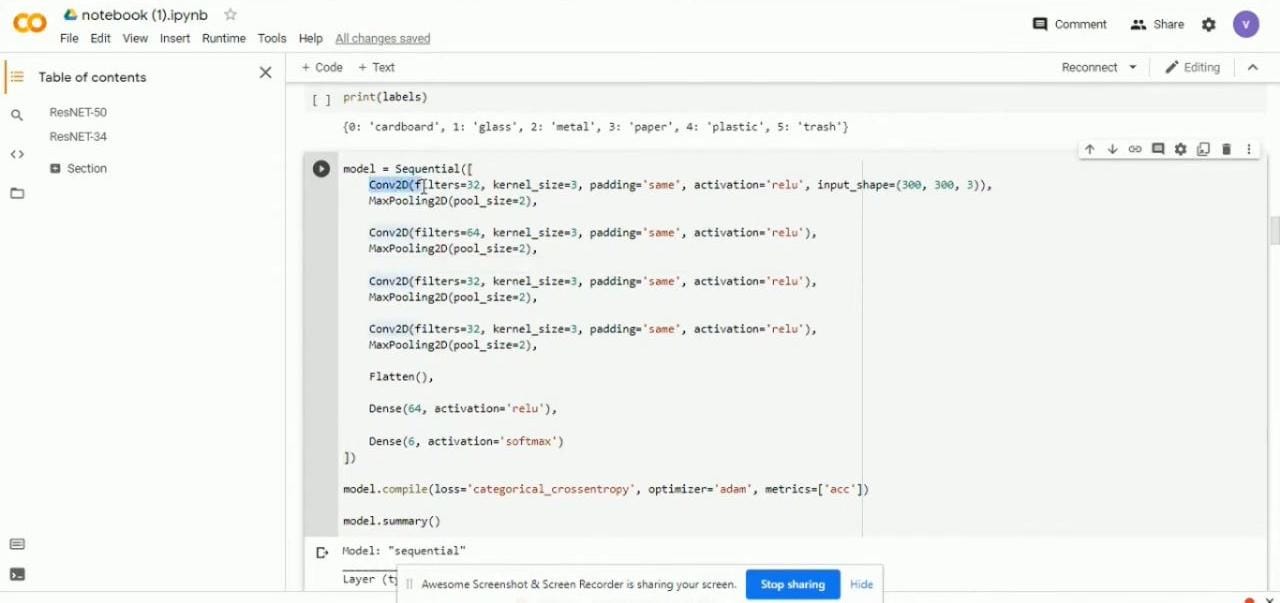 notebook (1).ipynb
File Edit View Insert Runtime Tools Help All changes saved
Comment Share V
Table of contents
ResNET-50
ResNET-34
Section
+ Code + Text
Reconnect Editing
[ ] print(labels)
{0: 'cardboard', 1: 'glass', 2: 'metal', 3: 'paper', 4: 'plastic', 5: 'trash'}
model = Sequential([
Conv2D(filters=32, kernel_size=3, padding='same', activation='relu', input_shape=(300, 300, 3)),
MaxPooling2D(pool_size=2),
Conv2D(filters=64, kernel_size=3, padding='same', activation='relu'),
MaxPooling2D(pool_size=2),
Conv2D(filters=32, kernel_size=3, padding='same', activation='relu'),
MaxPooling2D(pool_size=2),
Conv2D(filters=32, kernel_size=3, padding='same', activation='relu'),
MaxPooling2D(pool_size=2),
Flatten(),
Dense(64, activation='relu'),
Dense(6, activation='softmax')
])
model.compile(loss='categorical_crossentropy', optimizer='adam', metrics=['acc'])
model.summary()
Model: "sequential"
Layer (
Awesome Screenshot & Screen Recorder is sharing your screen. Stop sharing Hide